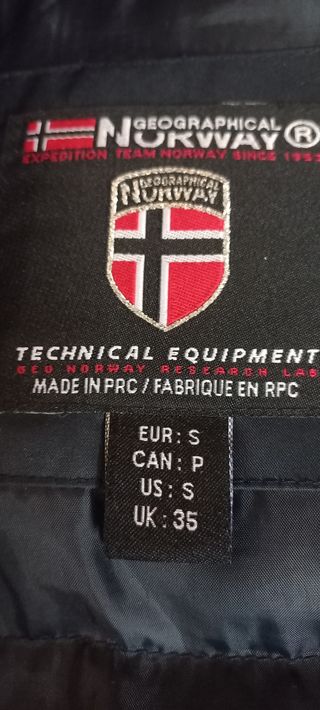 GEOGRAPHICAL
NORWAY ®
EXPEDITION TEAM NORWAY SINCE 195
GEOGRAPHICAL
NORWAY
TECHNICAL EQUIPMENT
GEO NORWAY RESEARCH LAB
MADE IN PRC / FABRIQUE EN RPC
EUR: S
CAN: P
US: S
UK: 35